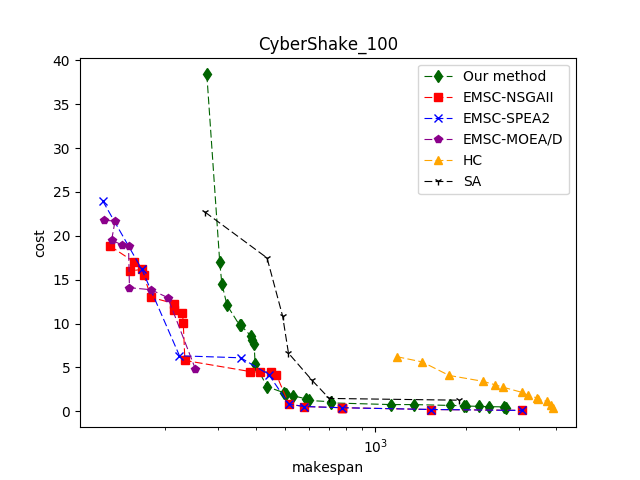 CyberShake_100
cost
40
35
30
25
20
15
10
5
0
Our method
EMSC-NSGAII
EMSC-SPEA2
EMSC-MOEA/D
HC
SA
10³
makespan